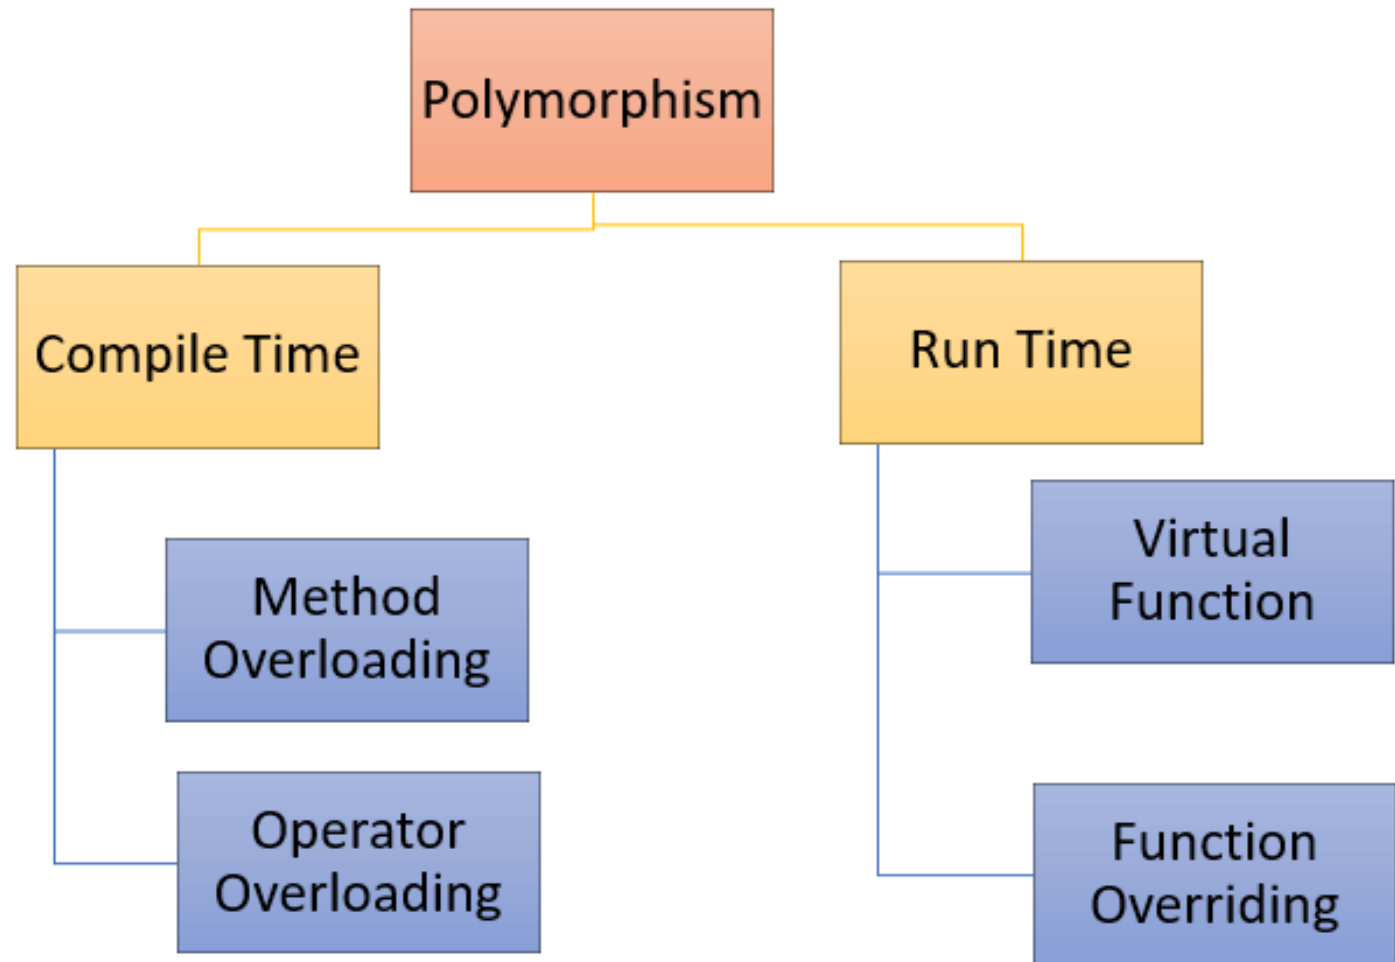 Polymorphism
Compile Time
Run Time
Method
Overloading
Operator
Overloading
Virtual
Function
Function
Overriding